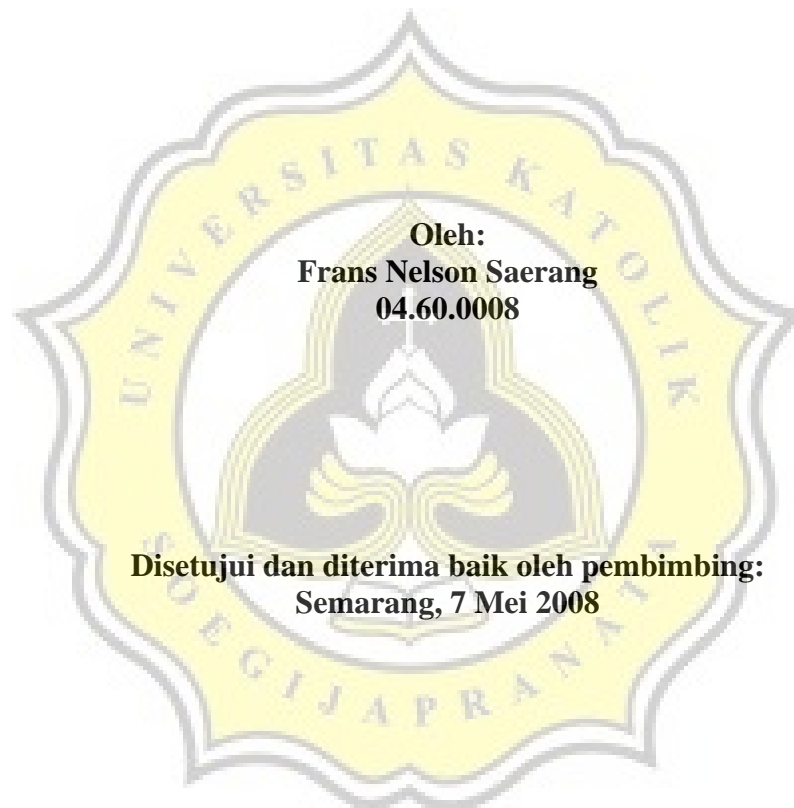 UNIVERSITAS KATOLIK
Oleh:
Frans Nelson Saerang
04.60.0008
Disetujui dan diterima baik oleh pembimbing:
Semarang, 7 Mei 2008
SOEGIJAPRANATA